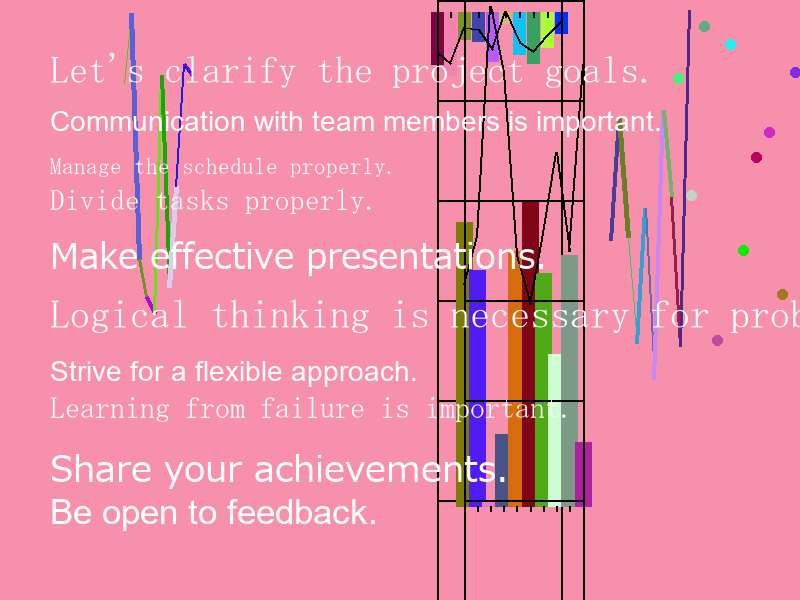 Let's clarify the project goals.
Communication with team members is important.
Manage the schedule properly.
Divide tasks properly.
Make effective presentations.
Logical thinking is necessary for
Strive for a flexible approach.
Learning from failure is important.
Share your achievements.
Be open to feedback.